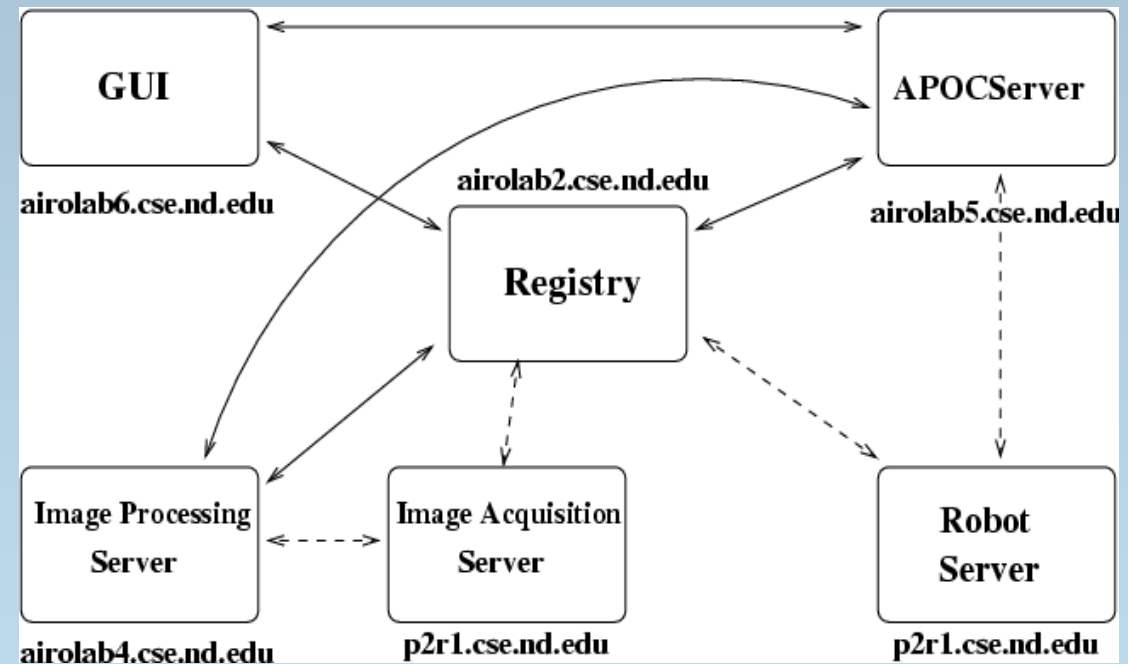 GUI
APOCServer
airolab6.cse.nd.edu
airolab2.cse.nd.edu
airolab5.cse.nd.edu
Registry
Image Processing
Server
airolab4.cse.nd.edu
Image Acquisition
Server
p2r1.cse.nd.edu
Robot
Server
p2r1.cse.nd.edu